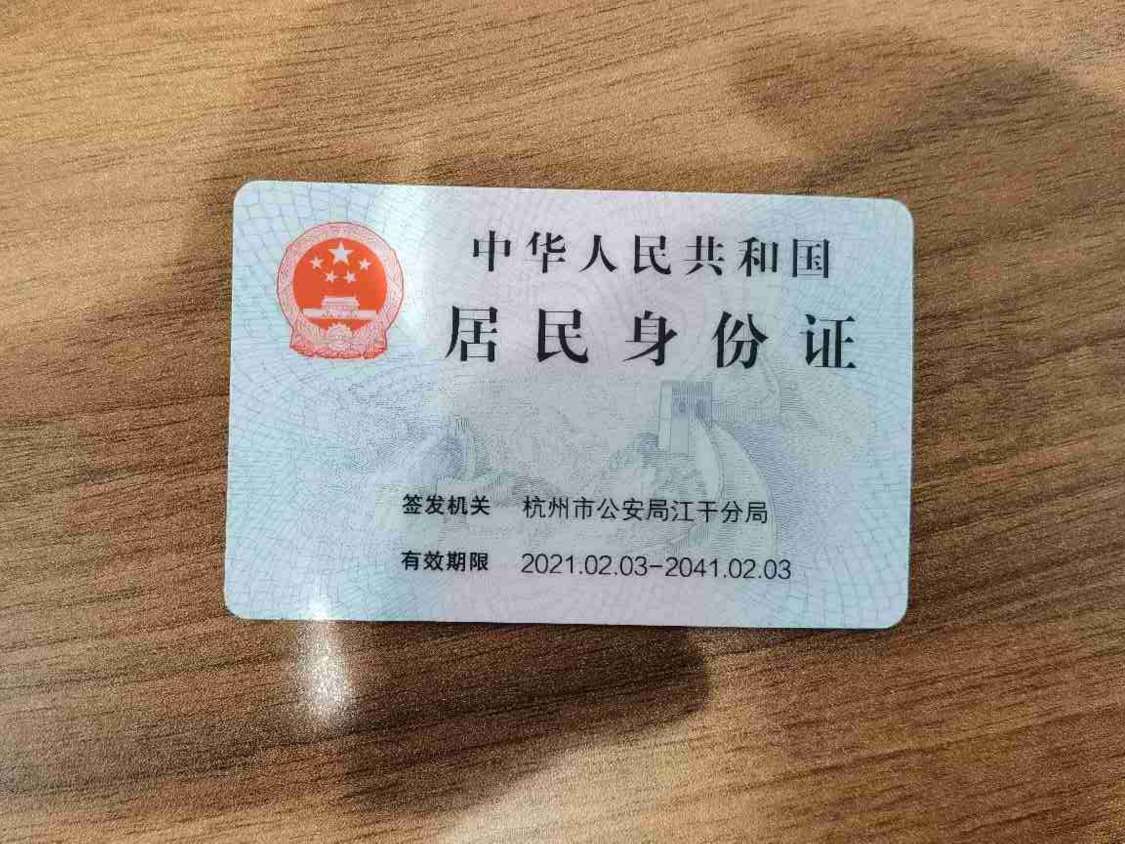 中华人民共和国
居民身份证
签发机关 杭州市公安局江干分局
有效期限 2021.02.03-2041.02.03